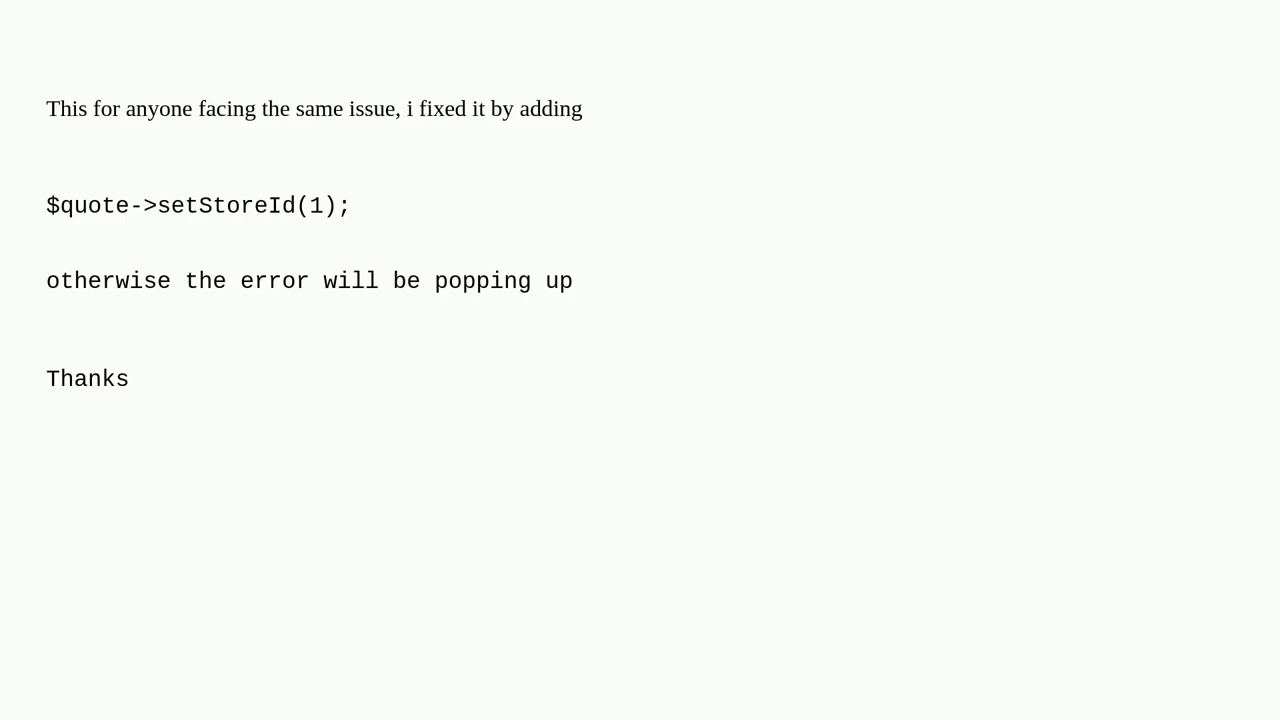 This for anyone facing the same issue, i fixed it by adding
$quote->setStoreId(1);
otherwise the error will be popping up
Thanks